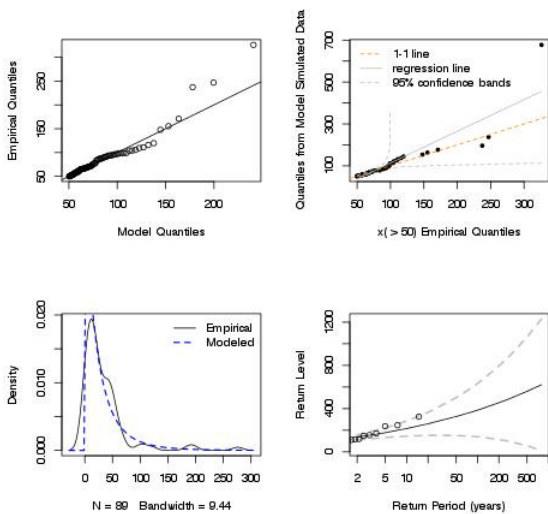 Empirical Quantiles
50
150
250
50
100
150
200
Model Quantiles
Quantiles from Model Simulated Data
100
300
500
700
1-1 line
regression line
95% confidence bands
50
100
150
200
250
300
x( > 50) Empirical Quantiles
Density
0.000
0.010
0.020
Empirical
Modeled
0
50
100
150
200
250
300
N = 89 Bandwidth = 9.44
Return Level
0
400
800
1200
2
5
10
50
200
500
Return Period (years)